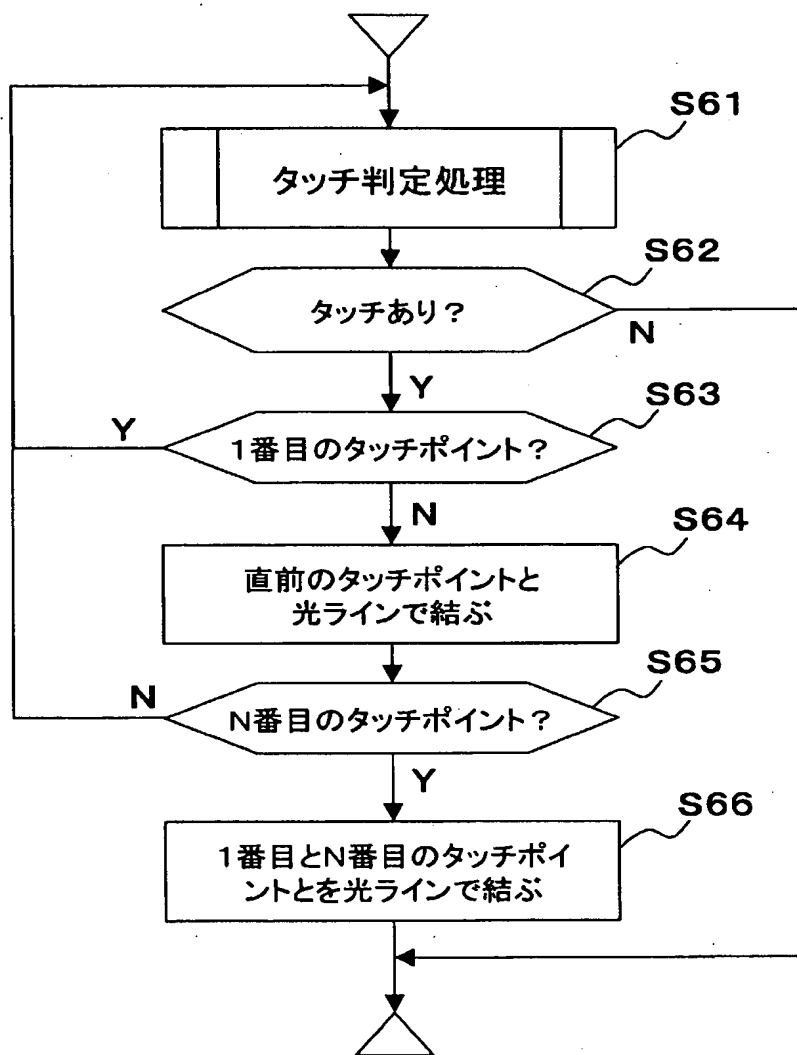 S61
タッチ判定処理
S62
タッチあり?
N
Y
S63
Y
1番目のタッチポイント?
N
S64
直前のタッチポイントと
光ラインで結ぶ
S65
N
N番目のタッチポイント?
Y
S66
1番目とN番目のタッチポイ
ントとを光ラインで結ぶ